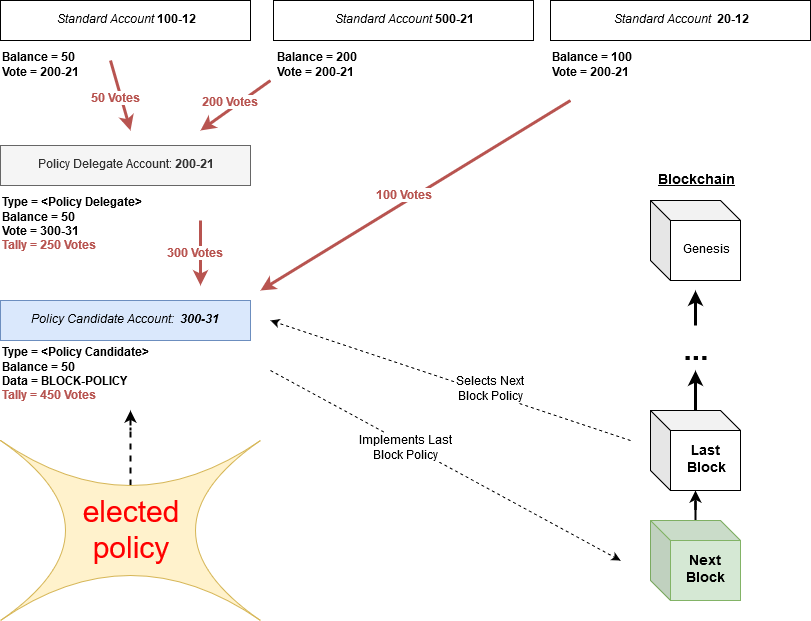 Standard Account 100-12
Standard Account 500-21
Standard Account 20-12
Balance = 50
Vote = 200-21
Balance = 200
Vote = 200-21
Balance = 100
Vote = 200-21
50 Votes
200 Votes
100 Votes
Policy Delegate Account: 200-21
Type = <Policy Delegate>
Balance = 50
Vote = 300-31
Tally = 250 Votes
300 Votes
Policy Candidate Account: 300-31
Type = <Policy Candidate>
Balance = 50
Data = BLOCK-POLICY
Tally = 450 Votes
elected
policy
Selects Next
Block Policy
Implements Last
Block Policy
Blockchain
Genesis
...
Last
Block
Next
Block